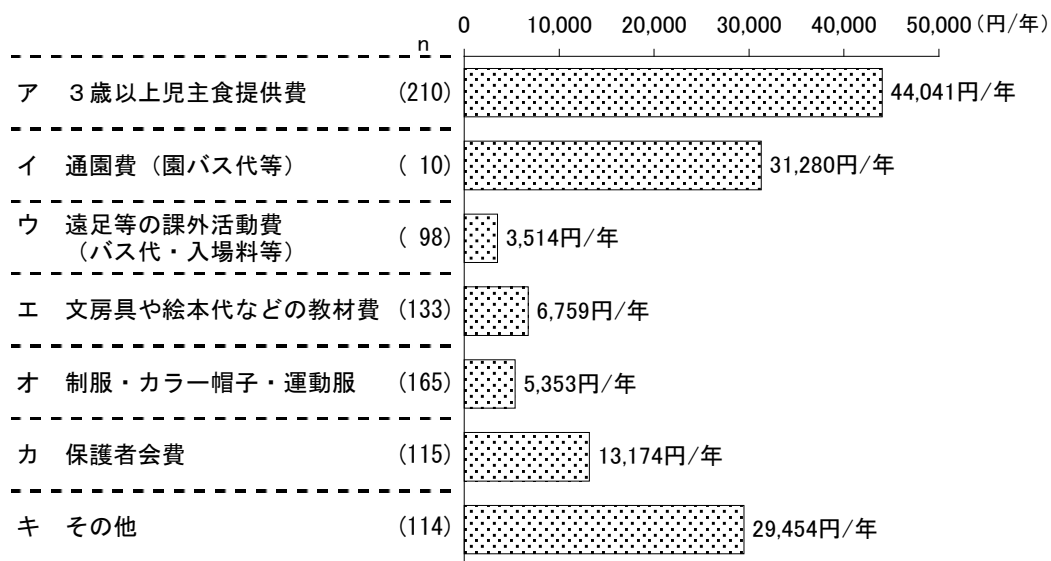 0 10,000 20,000 30,000 40,000 50,000 (円/年)
n
ア 3歳以上児主食提供費 (210) 44,041円/年
イ 通園費（園バス代等） ( 10) 31,280円/年
ウ 遠足等の課外活動費
（バス代・入場料等） ( 98) 3,514円/年
エ 文房具や絵本代などの教材費 (133) 6,759円/年
オ 制服・カラー帽子・運動服 (165) 5,353円/年
カ 保護者会費 (115) 13,174円/年
キ その他 (114) 29,454円/年